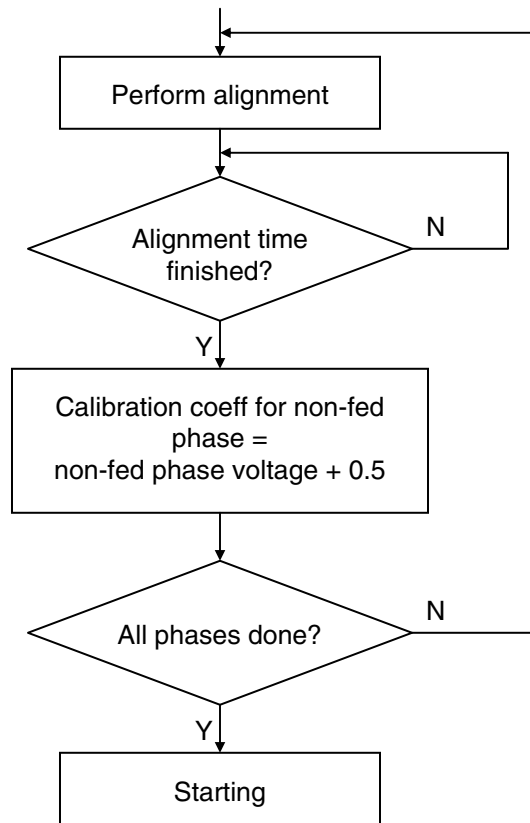 Perform alignment
Alignment time
finished?
N
Y
Calibration coeff for non-fed
phase =
non-fed phase voltage + 0.5
All phases done?
N
Y
Starting